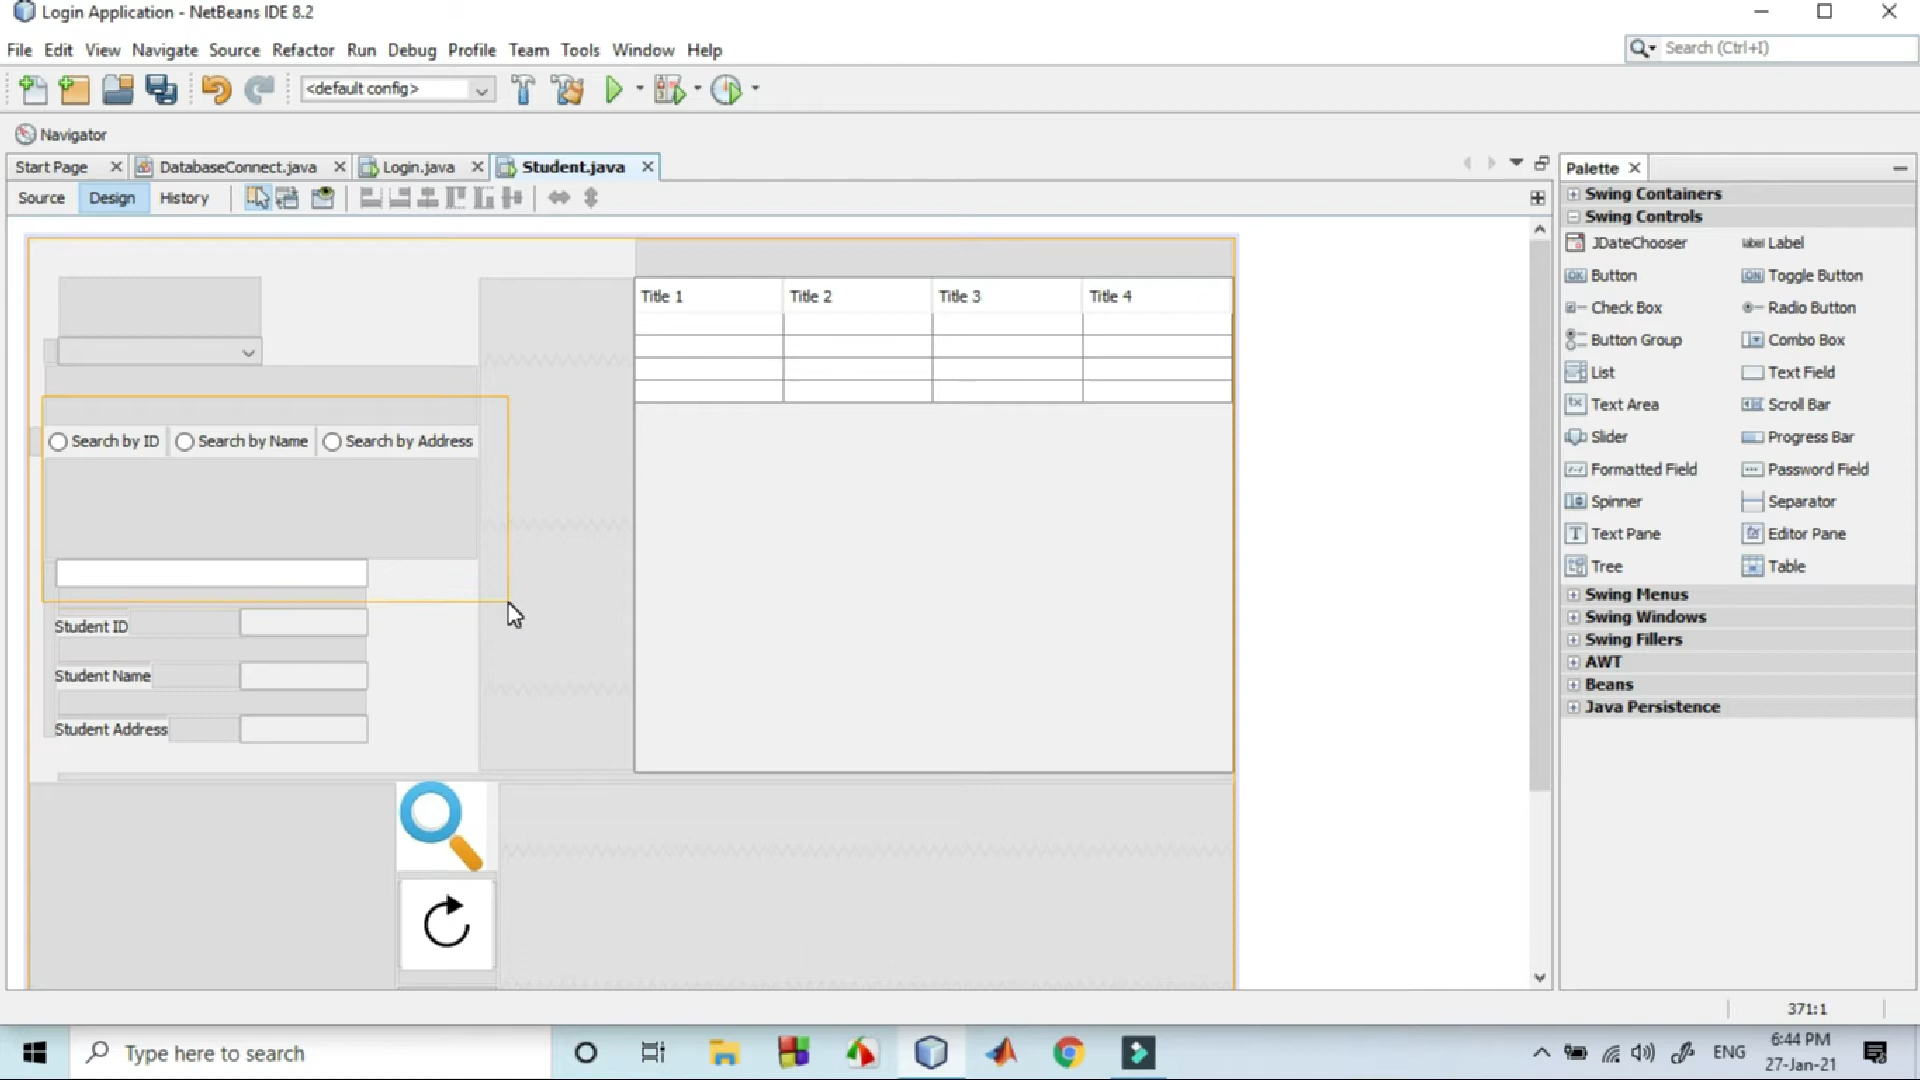 Login Application - NetBeans IDE 8.2
File Edit View Navigate Source Refactor Run Debug Profile Team Tools Window Help
Search (Ctrl+I)
<default config>
Navigator
Start Page DatabaseConnect.java Login.java Student.java
Source Design History
Title 1 Title 2 Title 3 Title 4
Search by ID Search by Name Search by Address
Student ID
Student Name
Student Address
Palette
Swing Containers
Swing Controls
JDateChooser Label
Button Toggle Button
Check Box Radio Button
Button Group Combo Box
List Text Field
Text Area Scroll Bar
Slider Progress Bar
Formatted Field Password Field
Spinner Separator
Text Pane Editor Pane
Tree Table
Swing Menus
Swing Windows
Swing Fillers
AWT
Beans
Java Persistence
371:1
Type here to search
ENG
6:44 PM
27-Jan-21